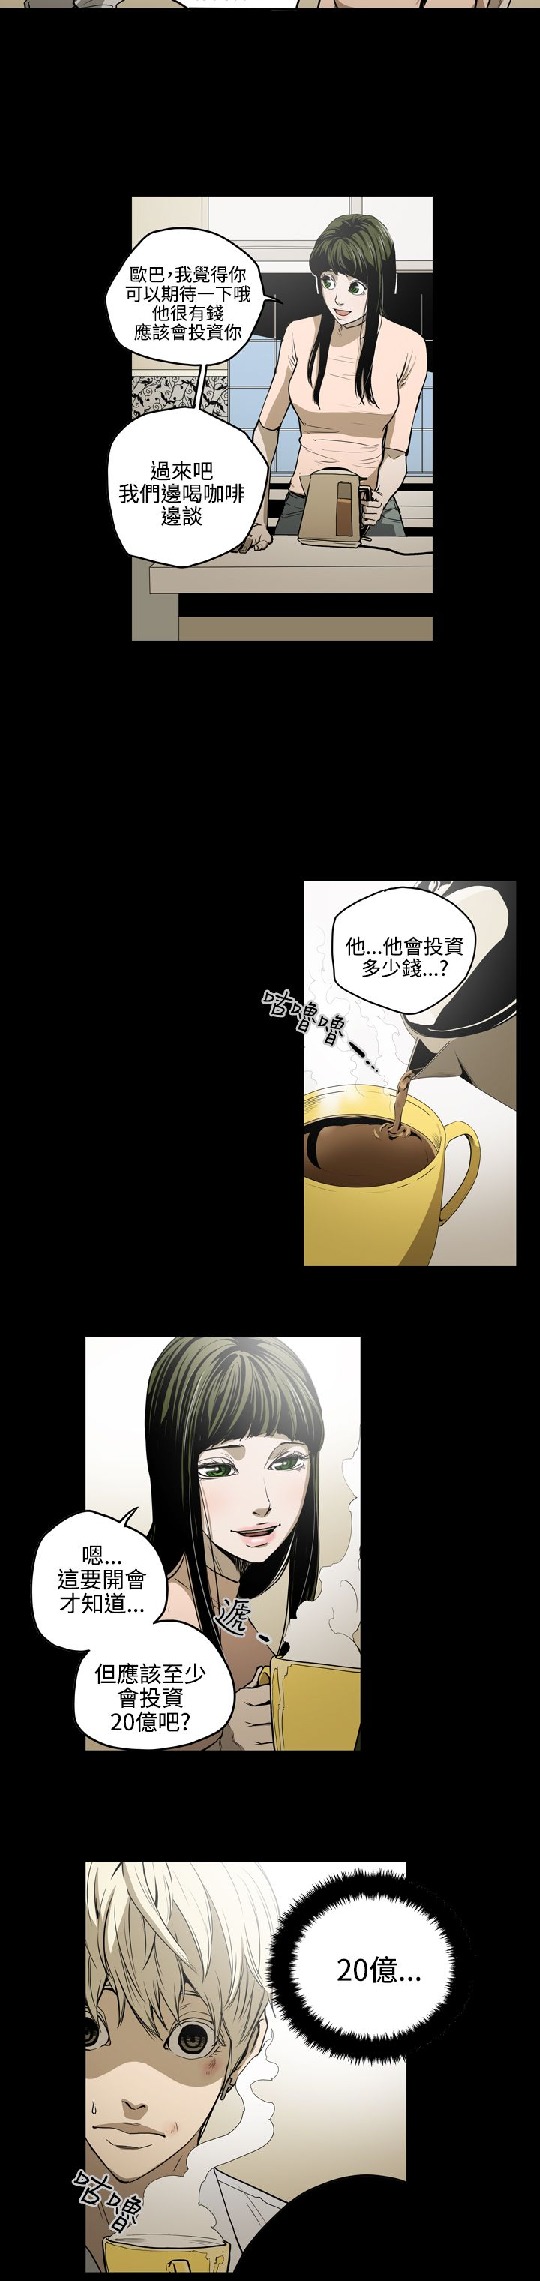 歐巴，我覺得你
可以期待一下哦
他很有錢
應該會投資你
過來吧
我們邊喝咖啡
邊談
他...他會投資
多少錢...?
咕嚕嚕
嗯...
這要開會
才知道...
遞
但應該至少
會投資
20億吧?
20億...
咕嚕